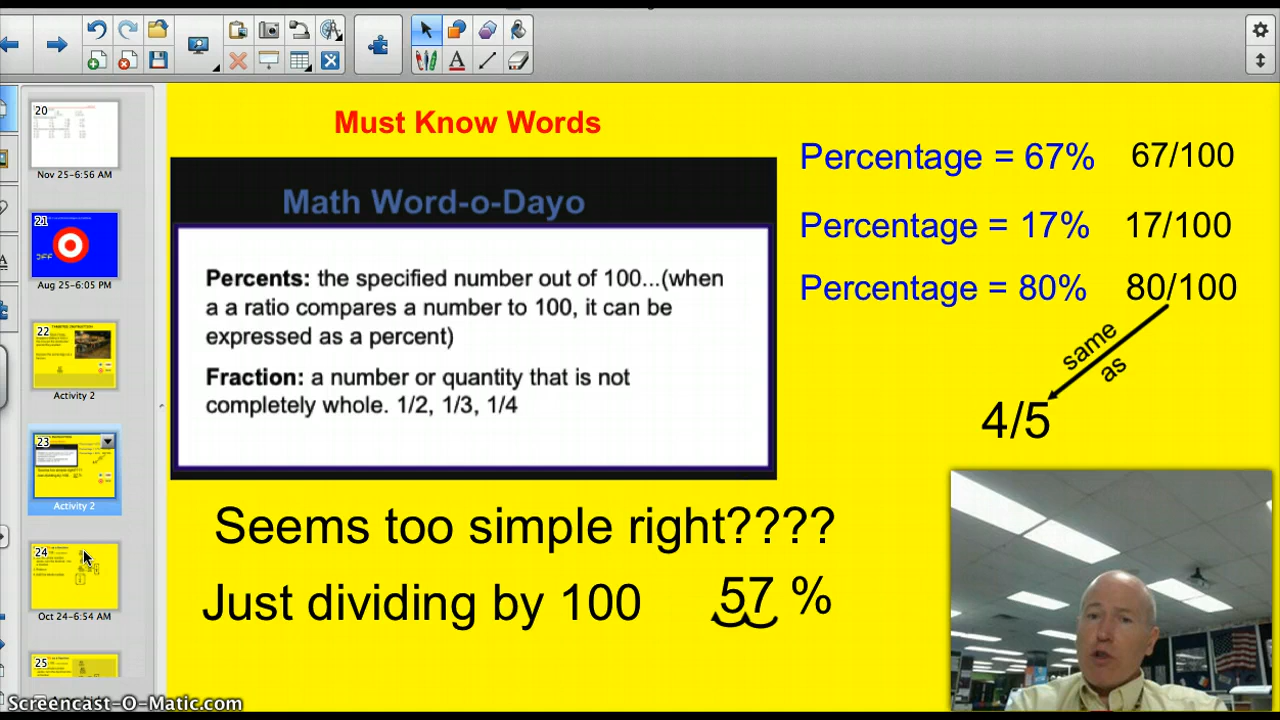 20
Nov 25-6:56 AM
21
OFF
Aug 25-6:05 PM
22
Activity 2
23
Activity 2
24
Oct 24-6:54 AM
25
Must Know Words
Math Word-o-Dayo
Percents: the specified number out of 100...(when
a a ratio compares a number to 100, it can be
expressed as a percent)
Fraction: a number or quantity that is not
completely whole. 1/2, 1/3, 1/4
Percentage = 67% 67/100
Percentage = 17% 17/100
Percentage = 80% 80/100
same
as
4/5
Seems too simple right????
Just dividing by 100 57 %
Screencast-O-Matic.com